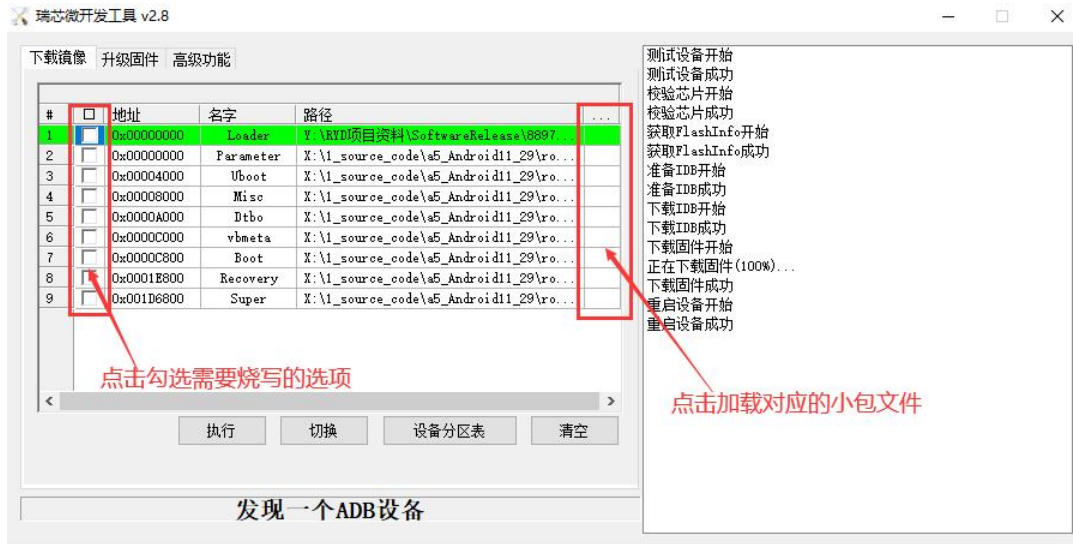 瑞芯微开发工具 v2.8
下载镜像 升级固件 高级功能
# 地址 名字 路径 ...
1 0x00000000 Loader Y:\RYD项目资料\SoftwareRelease\8897...
2 0x00000000 Parameter X:\1_source_code\a5_Android11_29\ro...
3 0x00004000 Uboot X:\1_source_code\a5_Android11_29\ro...
4 0x00008000 Misc X:\1_source_code\a5_Android11_29\ro...
5 0x0000A000 Dtbo X:\1_source_code\a5_Android11_29\ro...
6 0x0000C000 vbmeta X:\1_source_code\a5_Android11_29\ro...
7 0x0000C800 Boot X:\1_source_code\a5_Android11_29\ro...
8 0x0001E800 Recovery X:\1_source_code\a5_Android11_29\ro...
9 0x001D6800 Super X:\1_source_code\a5_Android11_29\ro...
点击勾选需要烧写的选项
执行 切换 设备分区表 清空
发现一个ADB设备
测试设备开始
测试设备成功
校验芯片开始
校验芯片成功
获取FlashInfo开始
获取FlashInfo成功
准备IDB开始
准备IDB成功
下载IDB开始
下载IDB成功
下载固件开始
正在下载固件(100%)...
下载固件成功
重启设备开始
重启设备成功
点击加载对应的小包文件